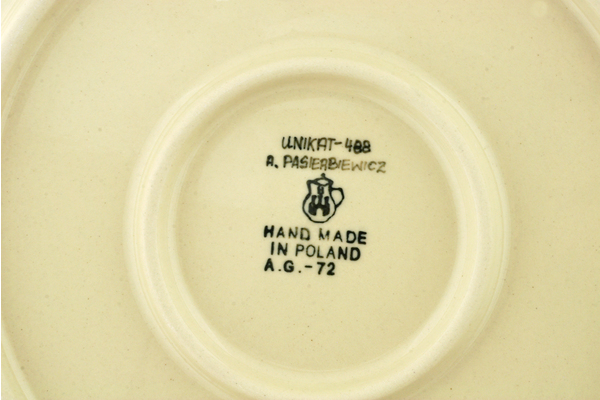 UNIKAT-488
A. PASIERBIEWICZ
HAND MADE
IN POLAND
A.G.-72